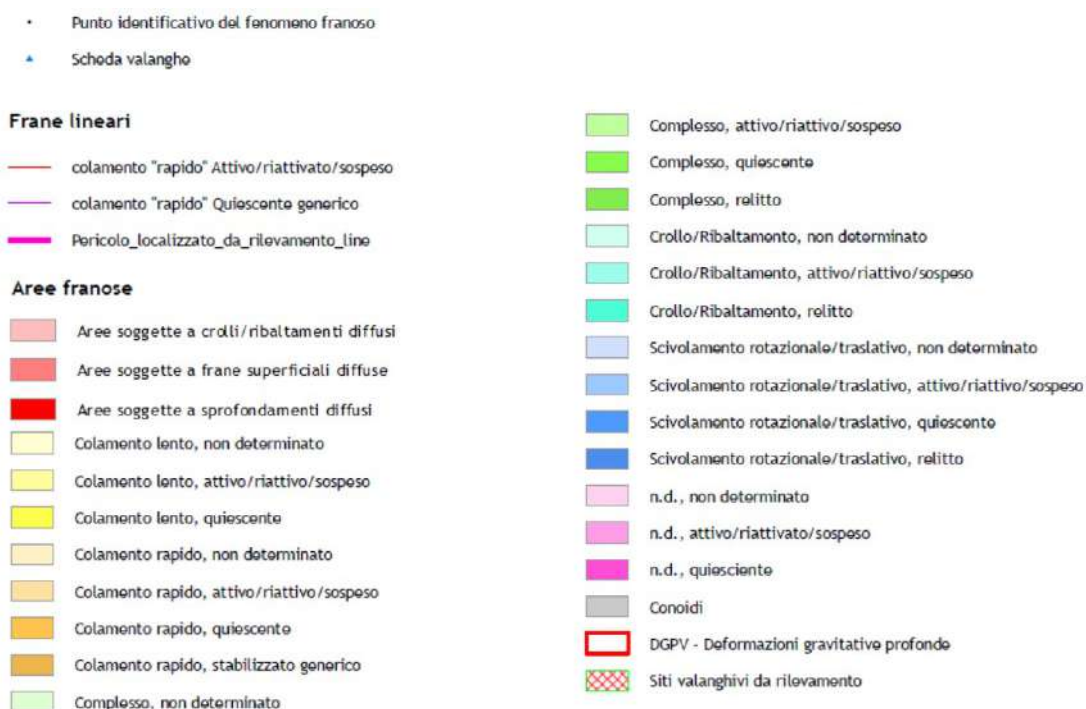 Punto identificativo del fenomeno franoso
Scheda valanghe
Frane lineari
colamento "rapido" Attivo/riattivato/sospeso
colamento "rapido" Quiescente generico
Pericolo_localizzato_da_rilevamento_line
Aree franose
Aree soggette a crolli/ribaltamenti diffusi
Aree soggette a frane superficiali diffuse
Aree soggette a sprofondamenti diffusi
Colamento lento, non determinato
Colamento lento, attivo/riattivo/sospeso
Colamento lento, quiescente
Colamento rapido, non determinato
Colamento rapido, attivo/riattivo/sospeso
Colamento rapido, quiescente
Colamento rapido, stabilizzato generico
Complesso, non determinato
Complesso, attivo/riattivo/sospeso
Complesso, quiescente
Complesso, relitto
Crollo/Ribaltamento, non determinato
Crollo/Ribaltamento, attivo/riattivo/sospeso
Crollo/Ribaltamento, relitto
Scivolamento rotazionale/traslativo, non determinato
Scivolamento rotazionale/traslativo, attivo/riattivo/sospeso
Scivolamento rotazionale/traslativo, quiescente
Scivolamento rotazionale/traslativo, relitto
n.d., non determinato
n.d., attivo/riattivato/sospeso
n.d., quiesciente
Conoidi
DGPV - Deformazioni gravitative profonde
Siti valanghivi da rilevamento